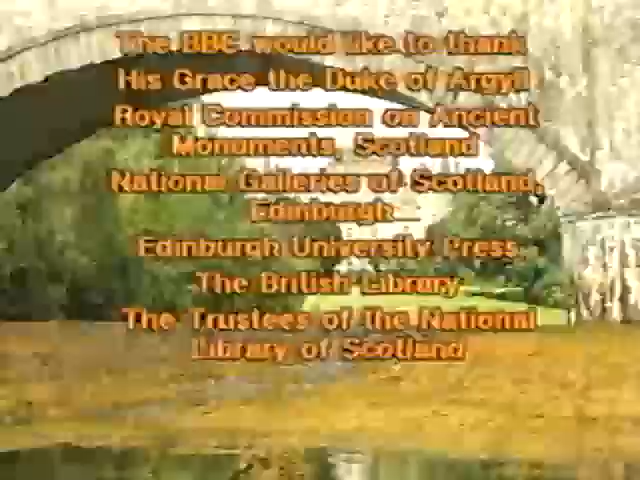 The BBC would like to thank
His Grace the Duke of Argyll
Royal Commission on Ancient
Monuments, Scotland
National Galleries of Scotland,
Edinburgh
Edinburgh University Press
The British Library
The Trustees of the National
Library of Scotland